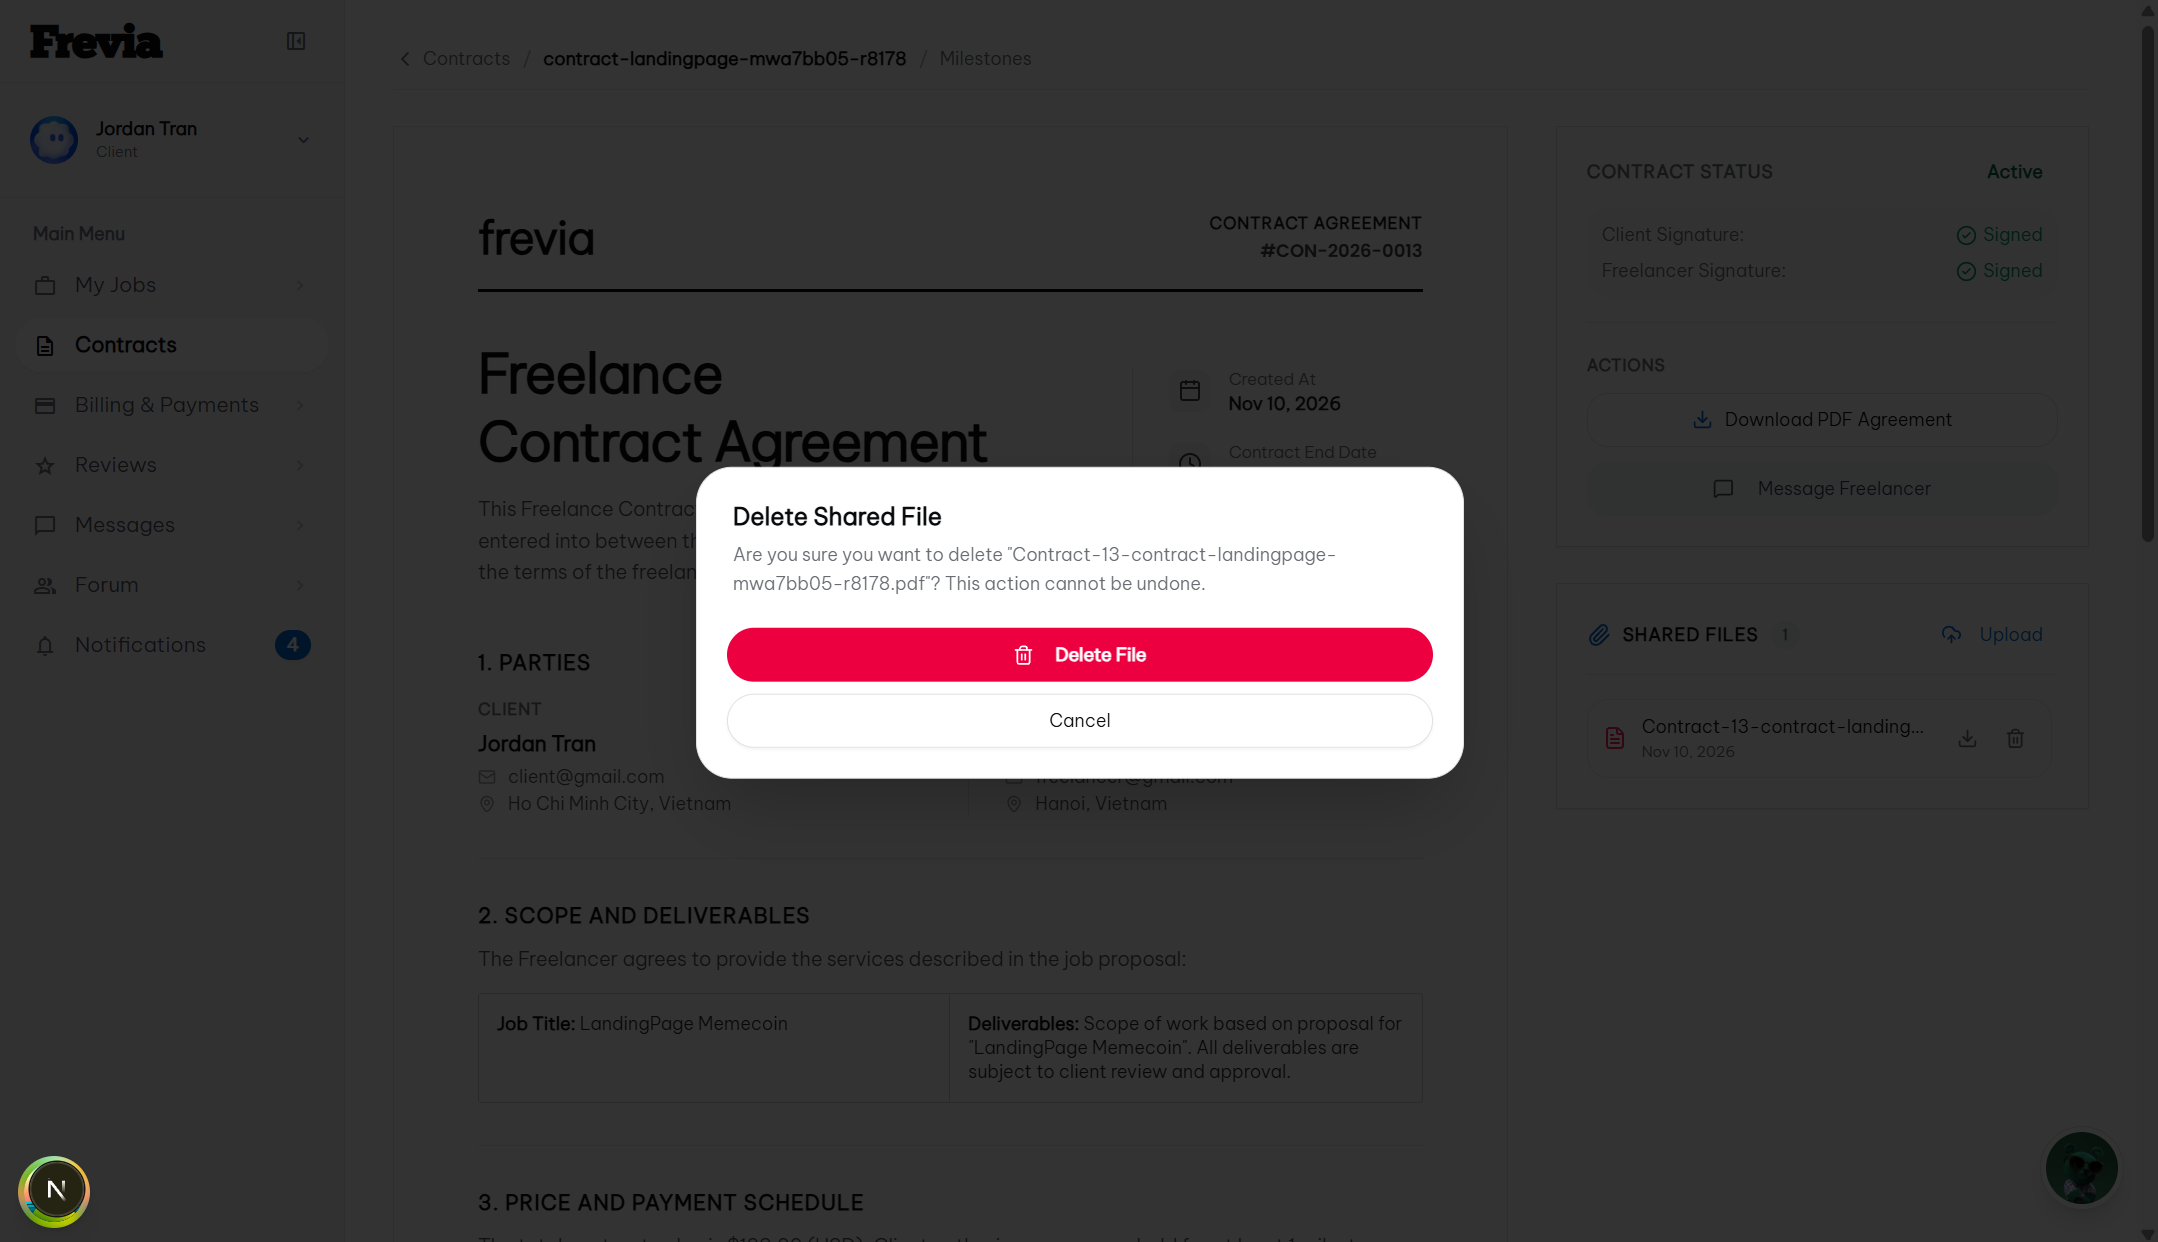 Frevia
Jordan Tran
Client
Main Menu
My Jobs
Contracts
Billing & Payments
Reviews
Messages
Forum
Notifications
4
Contracts / contract-landingpage-mwa7bb05-r8178 / Milestones
frevia
CONTRACT AGREEMENT
#CON-2026-0013
Freelance
Contract Agreement
Created At
Nov 10, 2026
Contract End Date
This Freelance Contrac
entered into between th
the terms of the freelan
1. PARTIES
CLIENT
Jordan Tran
client@gmail.com
Ho Chi Minh City, Vietnam
freelancer@gmail.com
Hanoi, Vietnam
2. SCOPE AND DELIVERABLES
The Freelancer agrees to provide the services described in the job proposal:
Job Title: LandingPage Memecoin
Deliverables: Scope of work based on proposal for
"LandingPage Memecoin". All deliverables are
subject to client review and approval.
3. PRICE AND PAYMENT SCHEDULE
Delete Shared File
Are you sure you want to delete "Contract-13-contract-landingpage-
mwa7bb05-r8178.pdf"? This action cannot be undone.
Delete File
Cancel
CONTRACT STATUS
Active
Client Signature:
Signed
Freelancer Signature:
Signed
ACTIONS
Download PDF Agreement
Message Freelancer
SHARED FILES 1
Upload
Contract-13-contract-landing...
Nov 10, 2026
N